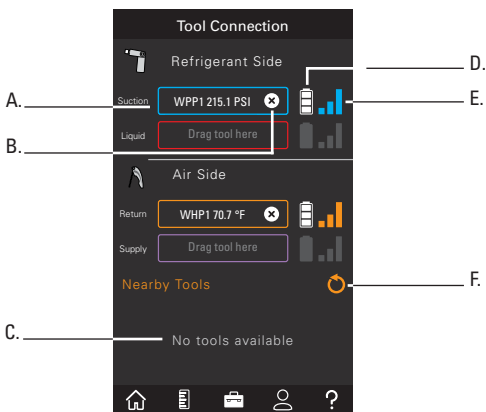 Tool Connection
Refrigerant Side
D.
A.
Suction
WPP1 215.1 PSI
E.
B.
Liquid
Drag tool here
Air Side
Return
WHP1 70.7 °F
Supply
Drag tool here
Nearby Tools
F.
C.
No tools available
?